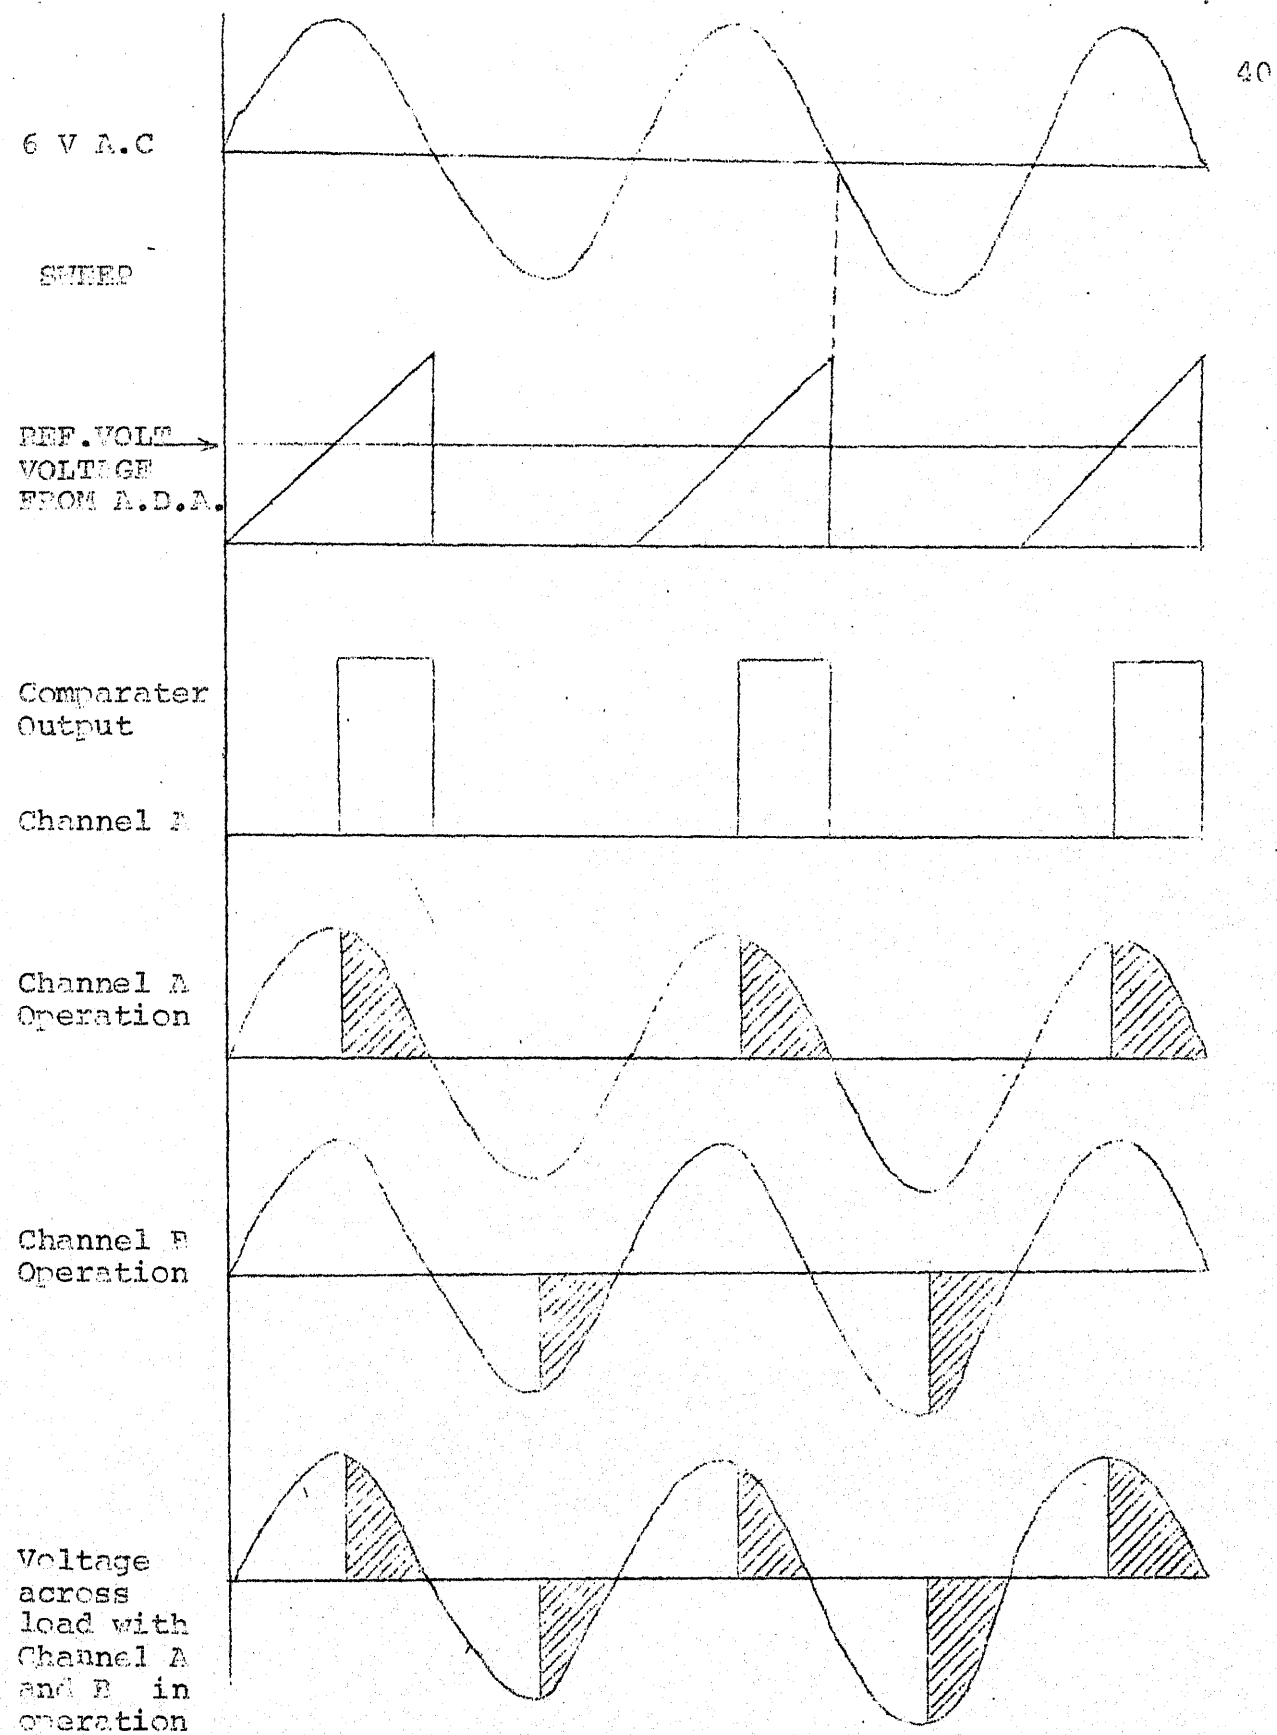 40
6 V A.C
SWEEP
REF.VOLT
VOLTAGE
FROM A.D.A.
Comparater
Output
Channel A
Channel A
Operation
Channel B
Operation
Voltage
across
load with
Channel A
and B in
operation